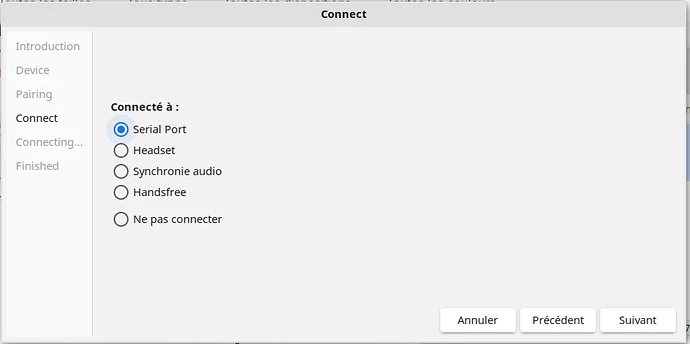 Connect
Introduction
Device
Pairing
Connect
Connecting...
Finished
Connecté à :
Serial Port
Headset
Synchronie audio
Handsfree
Ne pas connecter
Annuler
Précédent
Suivant